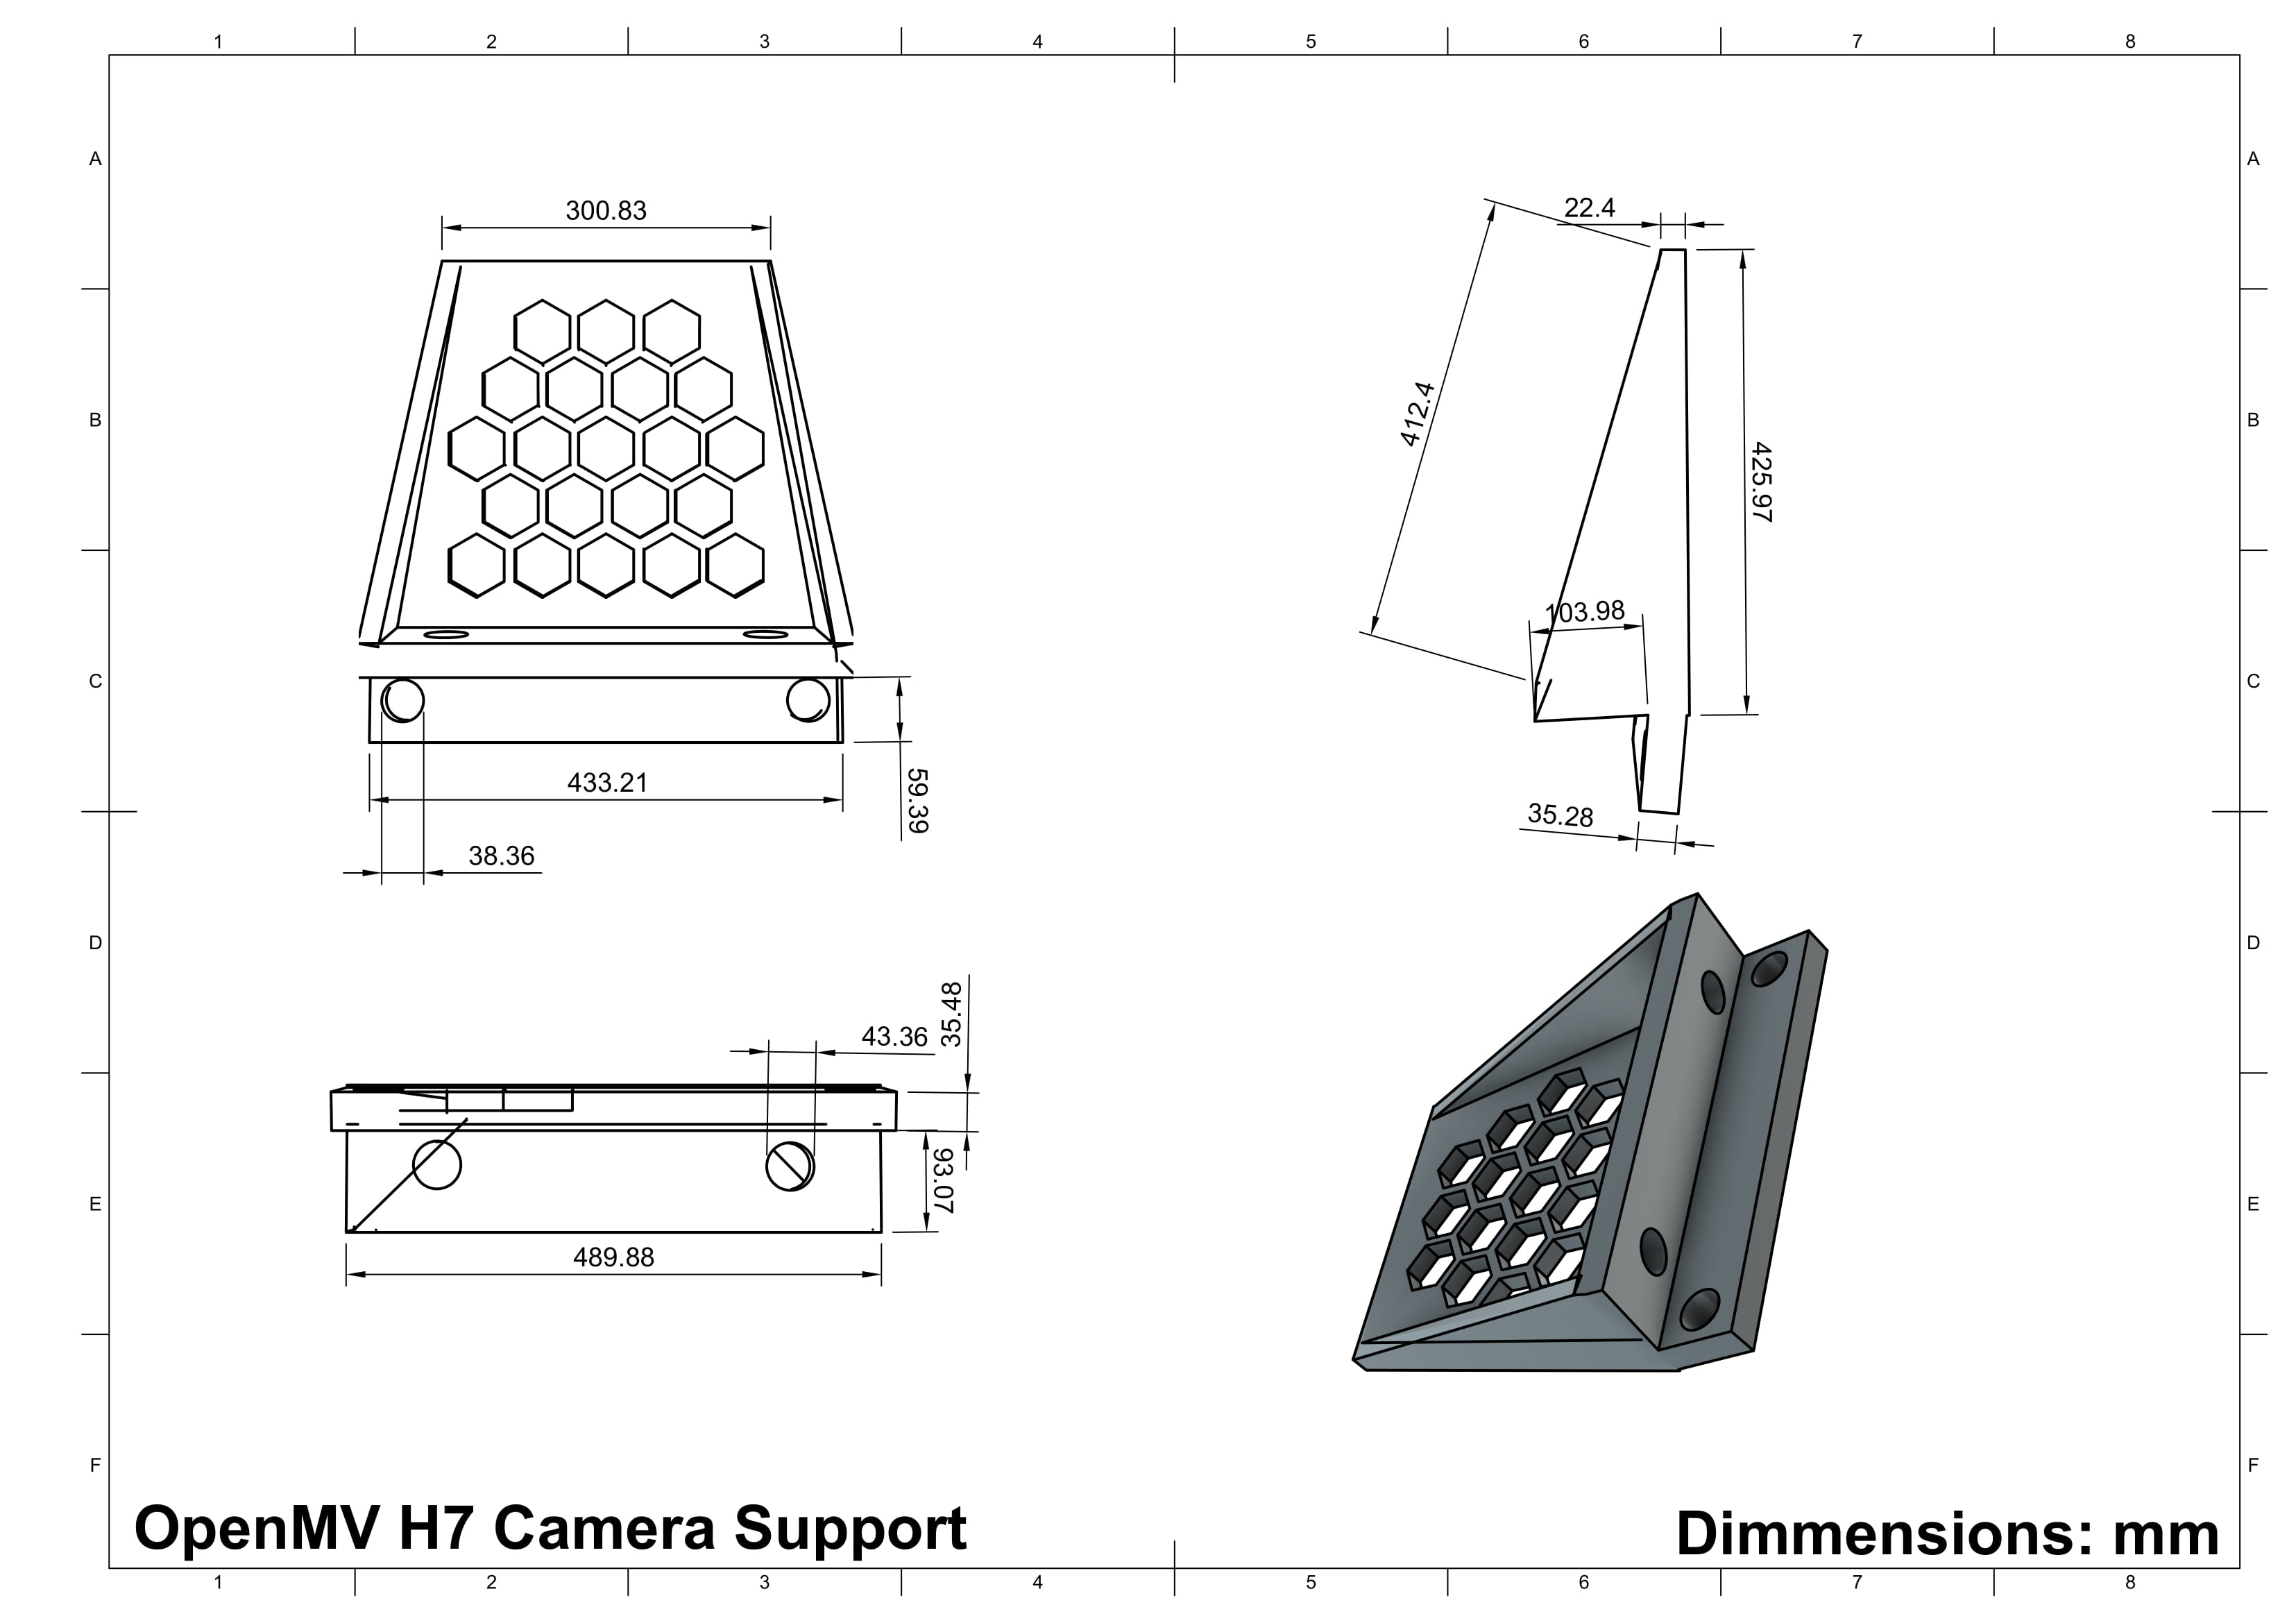 1 2 3 4 5 6 7 8
A A
300.83
22.4
412.4
B B
425.97
103.98
C C
433.21
59.39
35.28
38.36
D D
35.48
43.36
93.07
E E
489.88
F F
OpenMV H7 Camera Support
Dimmensions: mm
1 2 3 4 5 6 7 8